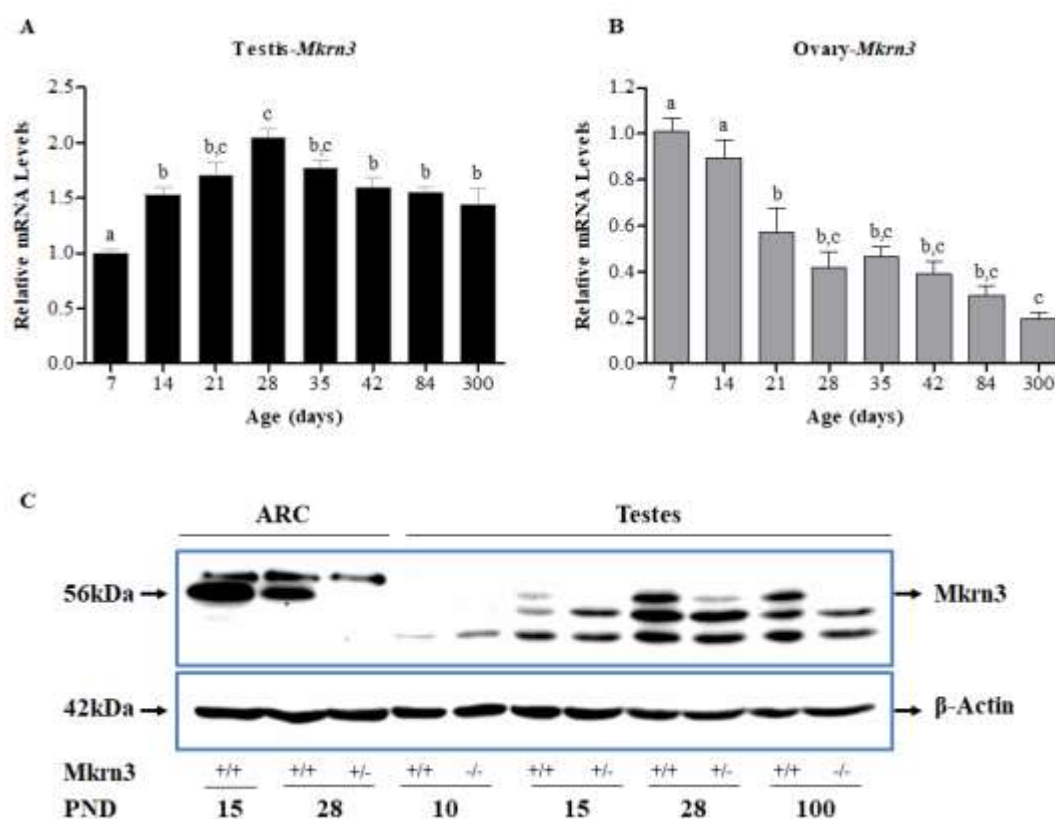 A
Testis-Mkrn3
Relative mRNA Levels
2.5
2.0
1.5
1.0
0.5
0.0
a
b
b,c
c
b,c
b
b
b
7 14 21 28 35 42 84 300
Age (days)
B
Ovary-Mkrn3
Relative mRNA Levels
1.2
1.0
0.8
0.6
0.4
0.2
0.0
a
a
b
b,c
b,c
b,c
b,c
c
7 14 21 28 35 42 84 300
Age (days)
C
ARC Testes
56kDa Mkrn3
42kDa β-Actin
Mkrn3 +/+ +/+ +/- +/+ -/- +/+ +/- +/+ +/- +/+ -/-
PND 15 28 10 15 28 100